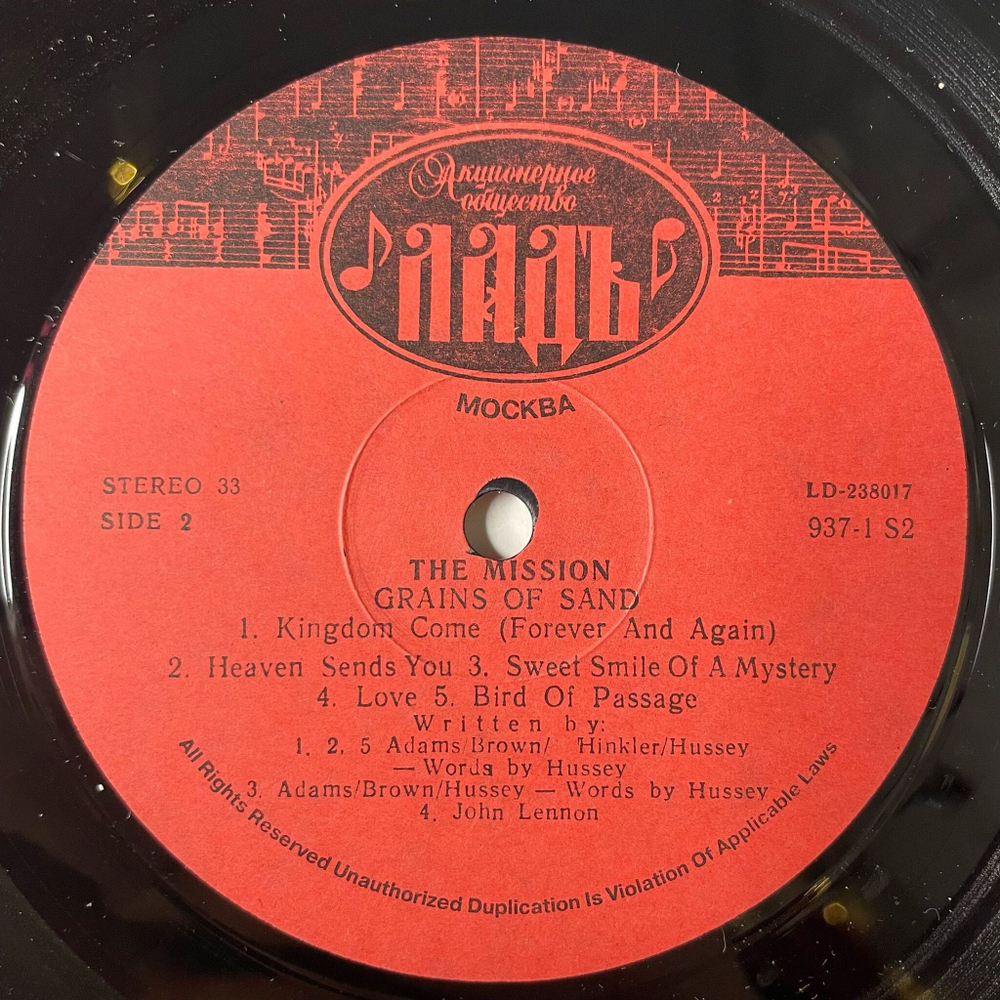 Акционерное
общество
ЛАДЪ
МОСКВА
STEREO 33
LD-238017
SIDE 2
937-1 S2
THE MISSION
GRAINS OF SAND
1. Kingdom Come (Forever And Again)
2. Heaven Sends You 3. Sweet Smile Of A Mystery
4. Love 5. Bird Of Passage
Written by:
1. 2, 5 Adams/Brown/ Hinkler/Hussey
— Words by Hussey
3. Adams/Brown/Hussey — Words by Hussey
4. John Lennon
All Rights Reserved Unauthorized Duplication Is Violation Of Applicable Laws